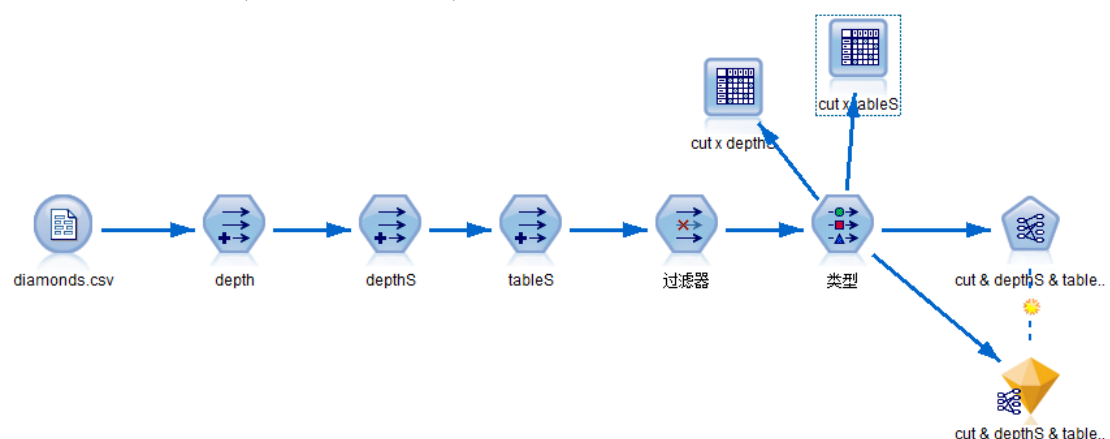 cut x tableS
cut x depthS
diamonds.csv
depth
depthS
tableS
过滤器
类型
cut & depthS & table..
cut & depthS & table..